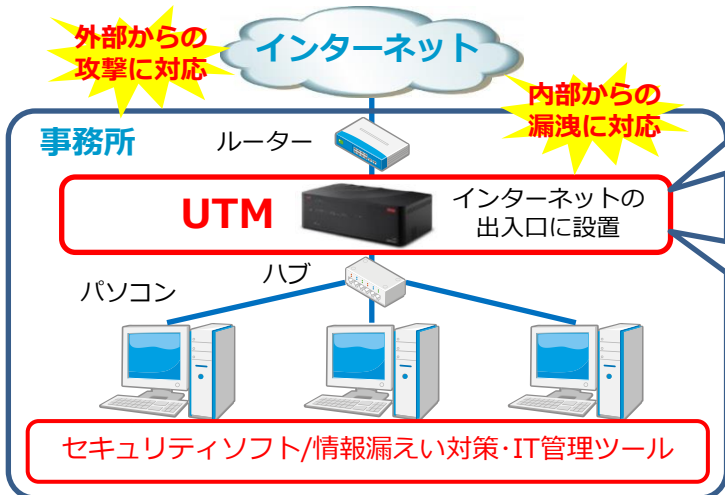 外部からの
攻撃に対応
インターネット
内部からの
漏洩に対応
事務所
ルーター
UTM
インターネットの
出入口に設置
ハブ
パソコン
セキュリティソフト/情報漏えい対策･IT管理ツール